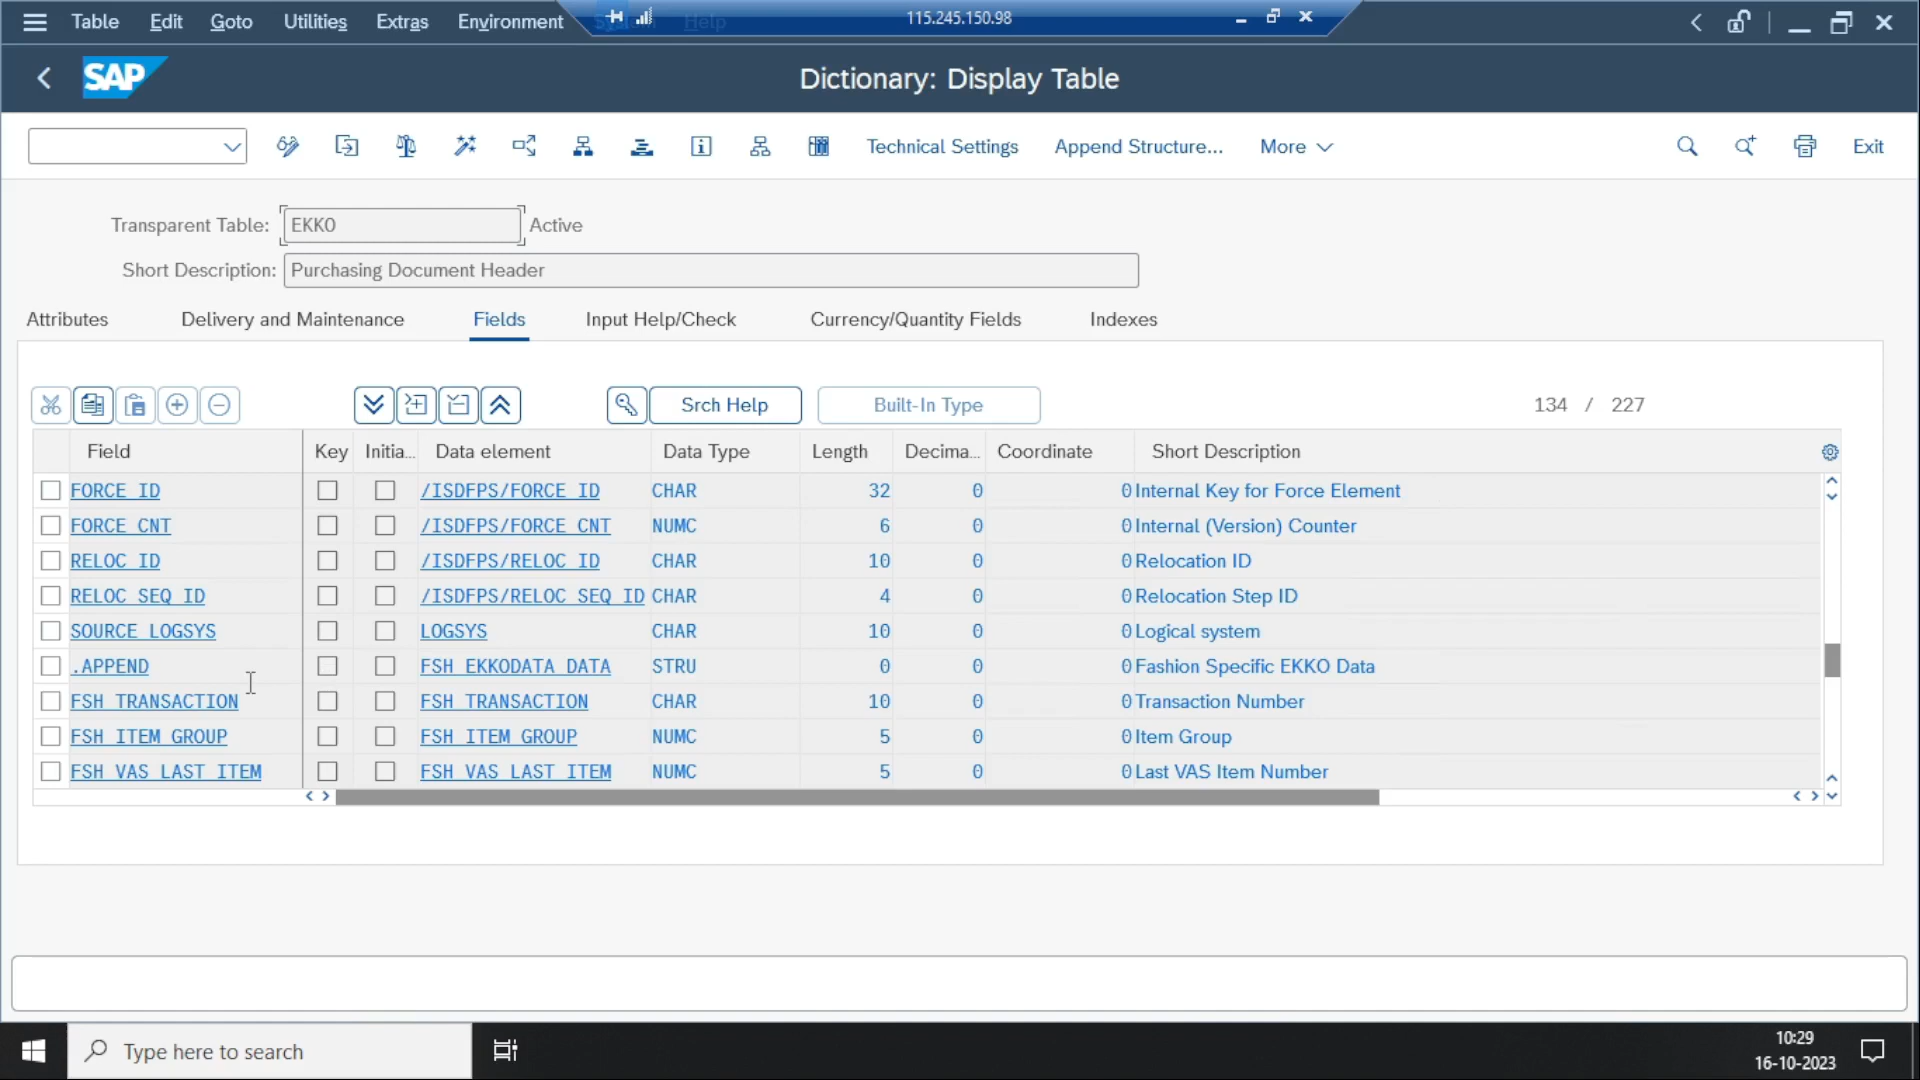 Table Edit Goto Utilities Extras Environment Help 115.245.150.98
SAP Dictionary: Display Table
Technical Settings Append Structure... More Exit
Transparent Table: EKKO Active
Short Description: Purchasing Document Header
Attributes Delivery and Maintenance Fields Input Help/Check Currency/Quantity Fields Indexes
Srch Help Built-In Type 134 / 227
Field Key Initia... Data element Data Type Length Decima... Coordinate Short Description
FORCE_ID /ISDFPS/FORCE_ID CHAR 32 0 0 Internal Key for Force Element
FORCE_CNT /ISDFPS/FORCE_CNT NUMC 6 0 0 Internal (Version) Counter
RELOC_ID /ISDFPS/RELOC_ID CHAR 10 0 0 Relocation ID
RELOC_SEQ_ID /ISDFPS/RELOC_SEQ_ID CHAR 4 0 0 Relocation Step ID
SOURCE_LOGSYS LOGSYS CHAR 10 0 0 Logical system
.APPEND FSH_EKKODATA_DATA STRU 0 0 0 Fashion Specific EKKO Data
FSH_TRANSACTION FSH_TRANSACTION CHAR 10 0 0 Transaction Number
FSH_ITEM_GROUP FSH_ITEM_GROUP NUMC 5 0 0 Item Group
FSH_VAS_LAST_ITEM FSH_VAS_LAST_ITEM NUMC 5 0 0 Last VAS Item Number
Type here to search
10:29
16-10-2023